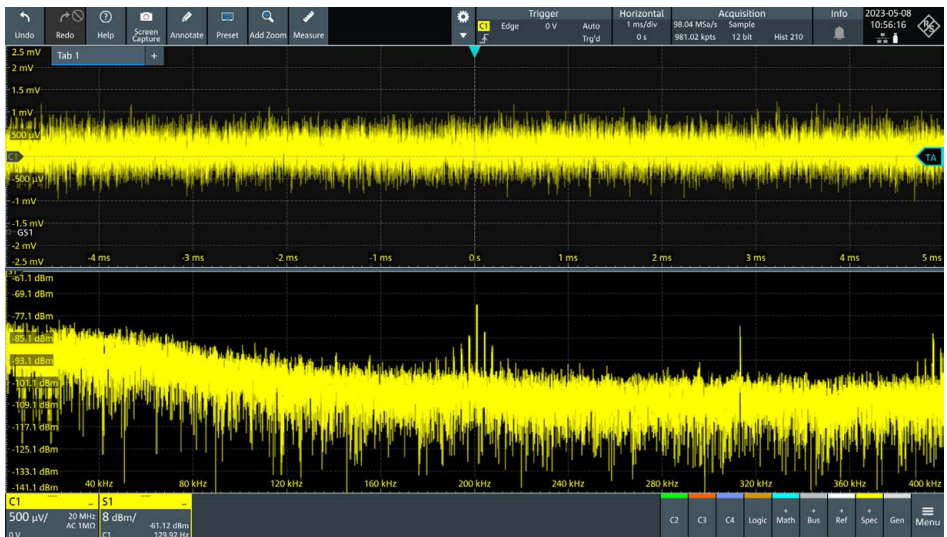 Undo Redo Help Screen Capture Annotate Preset Add Zoom Measure
Trigger
C1 Edge 0 V Auto
Trg'd
Horizontal
1 ms/div
0 s
Acquisition
98.04 MSa/s Sample
981.02 kpts 12 bit Hist 210
Info
2023-05-08
10:56:16
Tab 1 +
2.5 mV
2 mV
1.5 mV
1 mV
500 µV
C1
TA
-500 µV
-1.5 mV
GS1
-2 mV
-2.5 mV
-4 ms -3 ms -2 ms -1 ms 0 s 1 ms 2 ms 3 ms 4 ms 5 ms
-61.1 dBm
-69.1 dBm
-77.1 dBm
-85.1 dBm
-93.1 dBm
-101.1 dBm
-109.1 dBm
-117.1 dBm
-125.1 dBm
-133.1 dBm
-141.1 dBm
40 kHz 80 kHz 120 kHz 160 kHz 200 kHz 240 kHz 280 kHz 320 kHz 360 kHz 400 kHz
C1
500 µV/ 20 MHz
AC 1MΩ
0 V
S1
8 dBm/
-61.12 dBm
C1 129.92 Hz
C2 C3 C4 Logic + Math + Bus + Ref + Spec Gen Menu